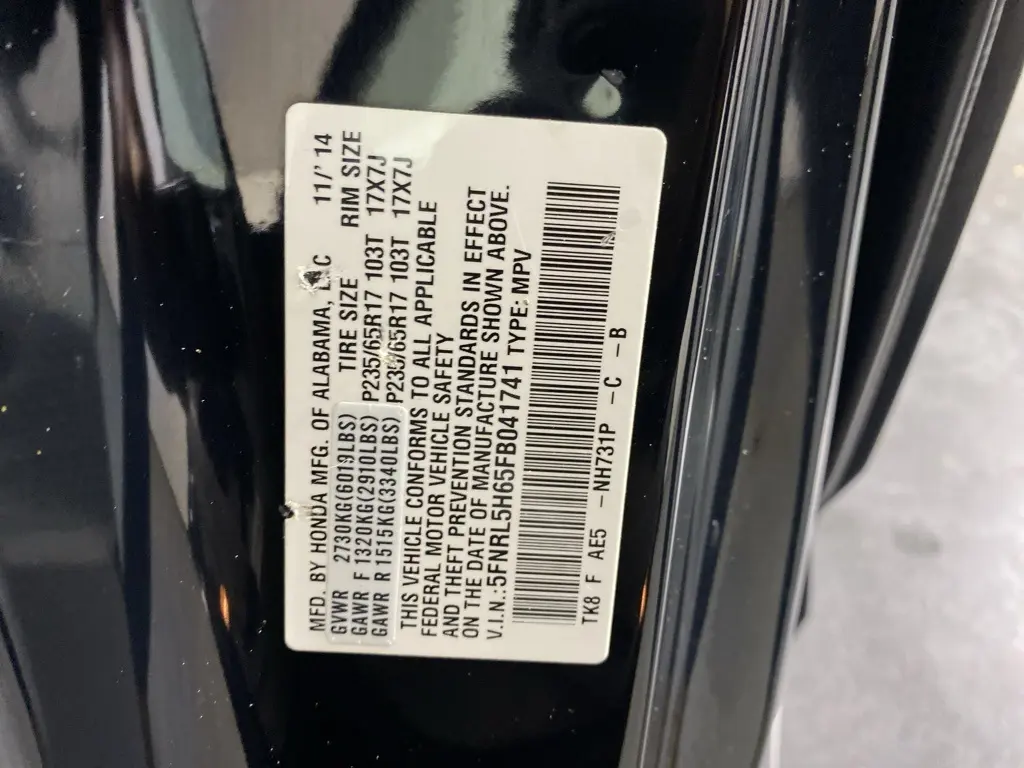 MFD. BY HONDA MFG. OF ALABAMA, LLC 11/'14
GVWR 2730KG(6019LBS) TIRE SIZE RIM SIZE
GAWR F 1320KG(2910LBS) P235/65R17 103T 17X7J
GAWR R 1515KG(3340LBS) P235/65R17 103T 17X7J
THIS VEHICLE CONFORMS TO ALL APPLICABLE
FEDERAL MOTOR VEHICLE SAFETY
AND THEFT PREVENTION STANDARDS IN EFFECT
ON THE DATE OF MANUFACTURE SHOWN ABOVE.
V.I.N.:5FNRL5H65FB041741 TYPE: MPV
TK8 F AE5 -NH731P -C -B